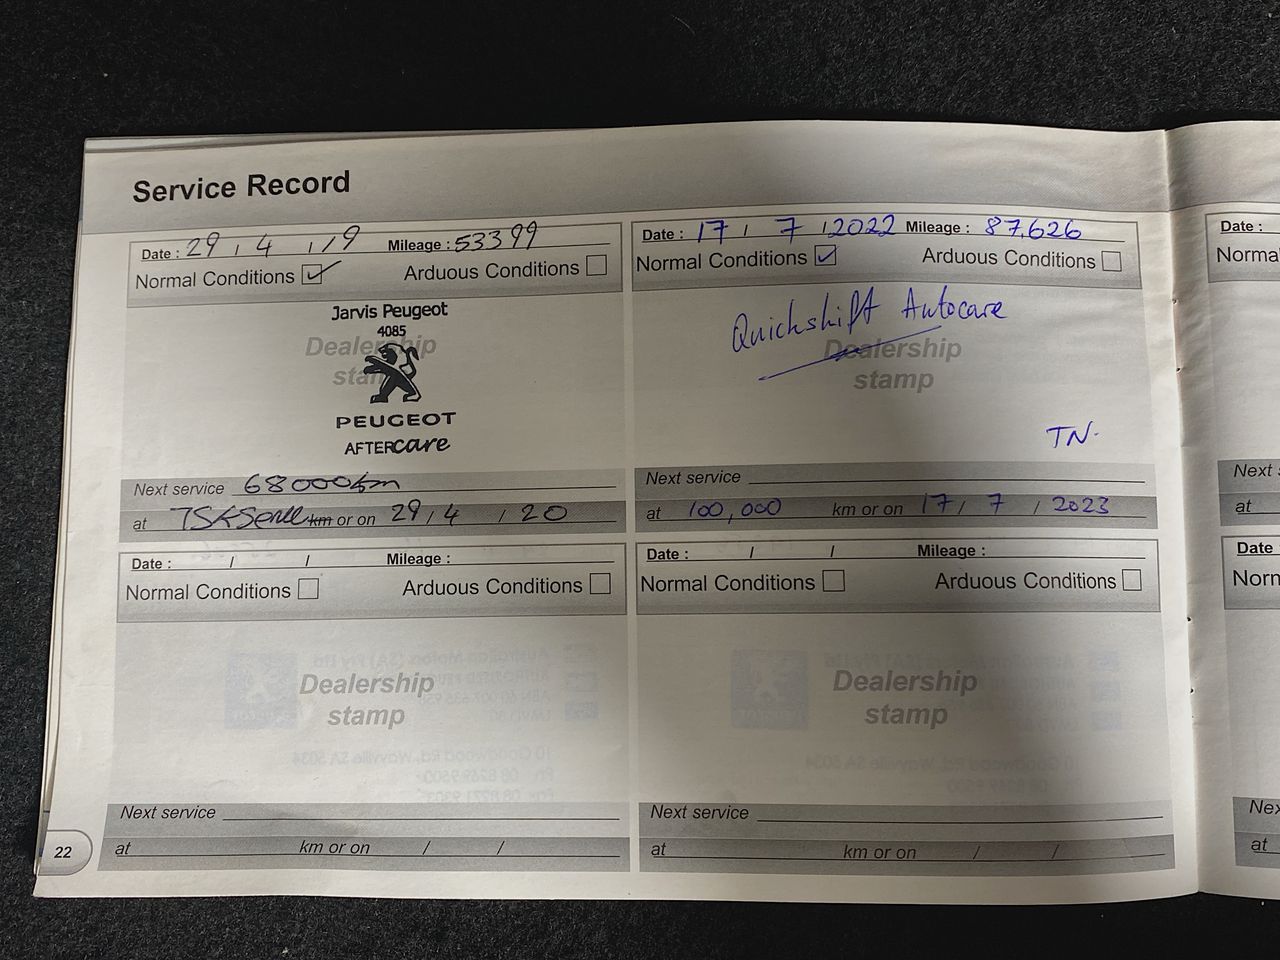 Service Record
Date : 29 / 4 / 19 Mileage : 53399
Normal Conditions Arduous Conditions
Jarvis Peugeot
4085
Dealership
stamp
PEUGEOT
AFTERcare
Next service 68000km
at 75K Service km or on 29 / 4 / 20
Date : 17 / 7 / 2022 Mileage : 87,626
Normal Conditions Arduous Conditions
Quickshift Autocare
Dealership
stamp
TN.
Next service
at 100,000 km or on 17 / 7 / 2023
Date : / / Mileage :
Normal Conditions Arduous Conditions
Dealership
stamp
Next service
at km or on / /
Date : / / Mileage :
Normal Conditions Arduous Conditions
Dealership
stamp
Next service
at km or on / /
22
Date :
Norma
Next s
at
Date :
Norn
Nex
at